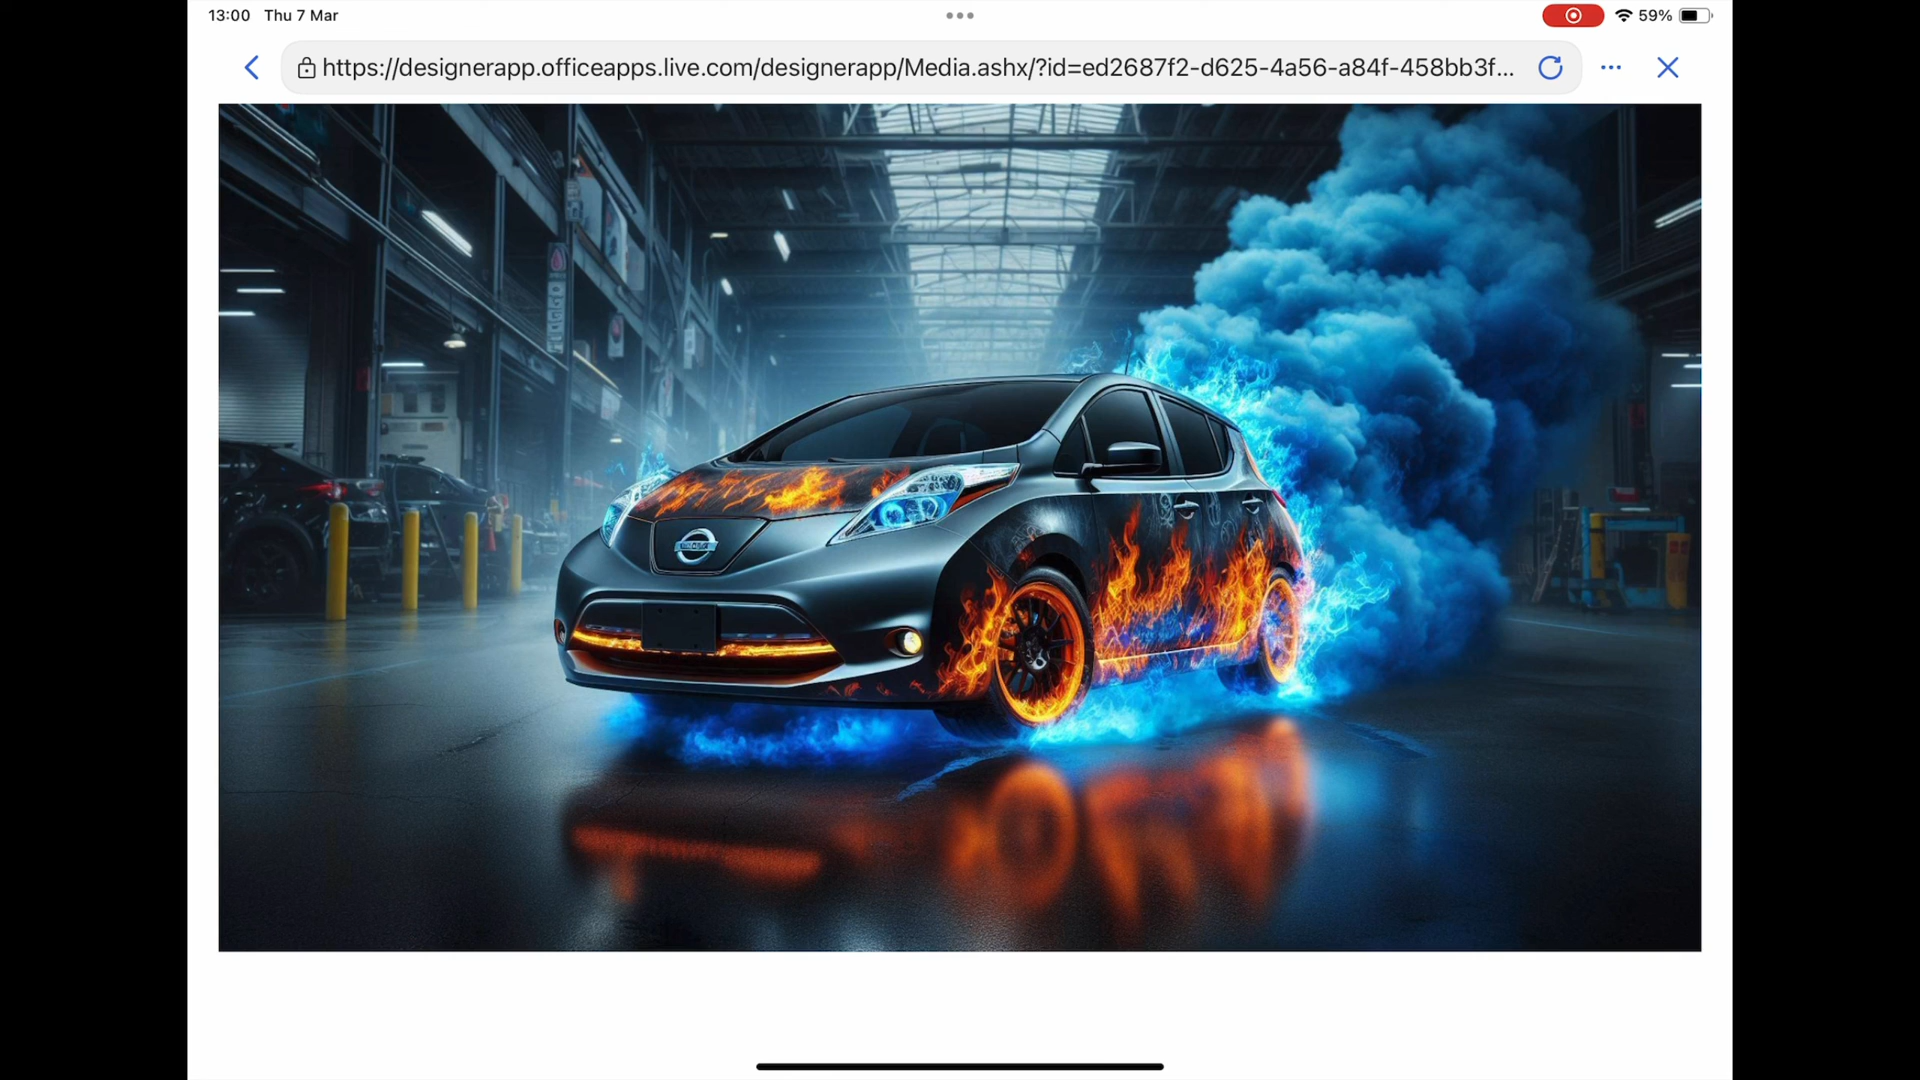 13:00 Thu 7 Mar
59%
https://designerapp.officeapps.live.com/designerapp/Media.ashx/?id=ed2687f2-d625-4a56-a84f-458bb3f...